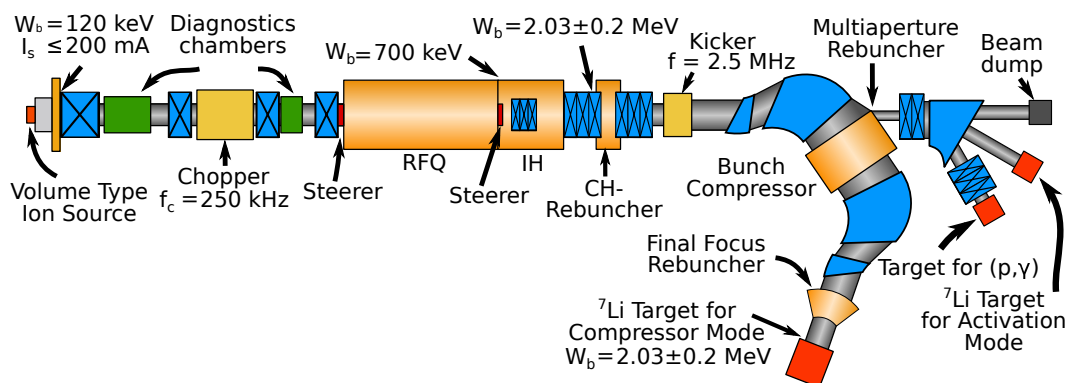 W_b = 120 keV
I_s ≤ 200 mA
Diagnostics
chambers
W_b = 700 keV
W_b = 2.03±0.2 MeV
Kicker
f = 2.5 MHz
Multiaperture
Rebuncher
Beam
dump
Volume Type
Ion Source
Chopper
f_c = 250 kHz
Steerer
RFQ
Steerer
IH
CH-
Rebuncher
Bunch
Compressor
Final Focus
Rebuncher
⁷Li Target for
Compressor Mode
W_b = 2.03±0.2 MeV
Target for (p,γ)
⁷Li Target
for Activation
Mode